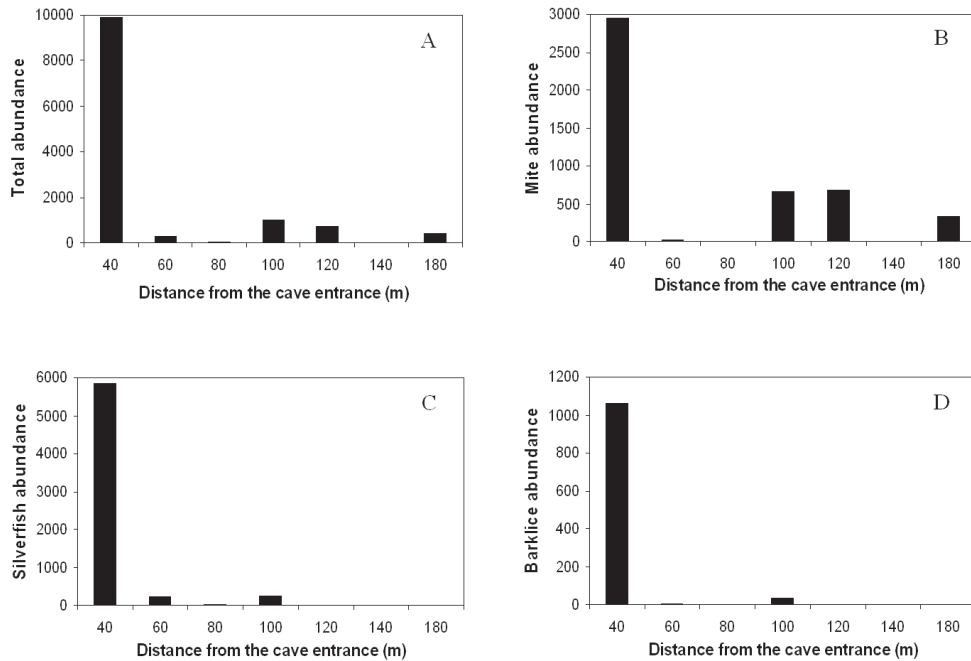 A
Total abundance
10000
8000
6000
4000
2000
0
40 60 80 100 120 140 180
Distance from the cave entrance (m)
B
Mite abundance
3000
2500
2000
1500
1000
500
0
40 60 80 100 120 140 180
Distance from the cave entrance (m)
C
Silverfish abundance
6000
5000
4000
3000
2000
1000
0
40 60 80 100 120 140 180
Distance from the cave entrance (m)
D
Barklice abundance
1200
1000
800
600
400
200
0
40 60 80 100 120 140 180
Distance from the cave entrance (m)